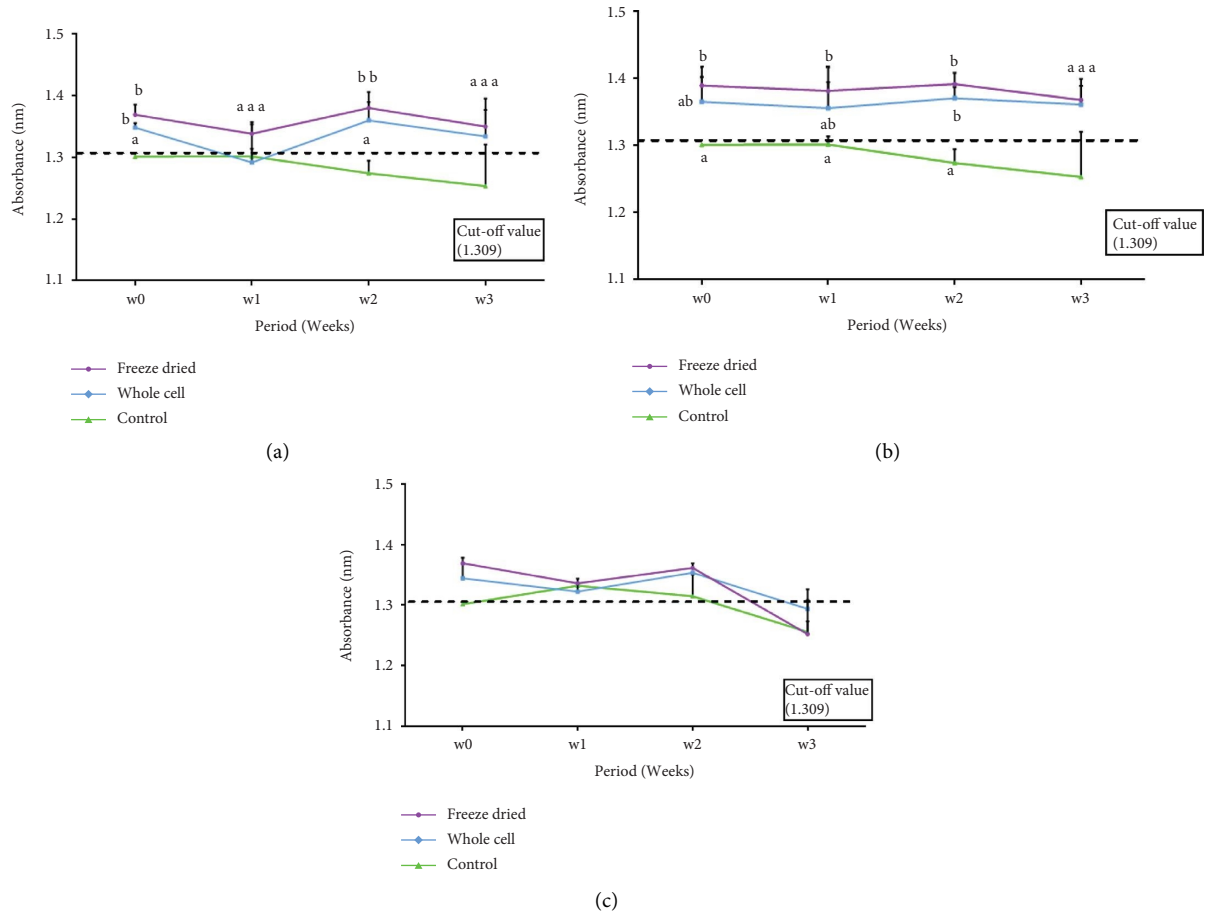 1.5
1.4
1.3
1.2
1.1
Absorbance (nm)
b
b
a
a a a
b b
a
a a a
Cut-off value
(1.309)
w0 w1 w2 w3
Period (Weeks)
Freeze dried
Whole cell
Control
(a)
1.5
1.4
1.3
1.2
1.1
Absorbance (nm)
b
ab
a
b
ab
a
b
b
a
a a a
Cut-off value
(1.309)
w0 w1 w2 w3
Period (Weeks)
Freeze dried
Whole cell
Control
(b)
1.5
1.4
1.3
1.2
1.1
Absorbance (nm)
Cut-off value
(1.309)
w0 w1 w2 w3
Period (Weeks)
Freeze dried
Whole cell
Control
(c)